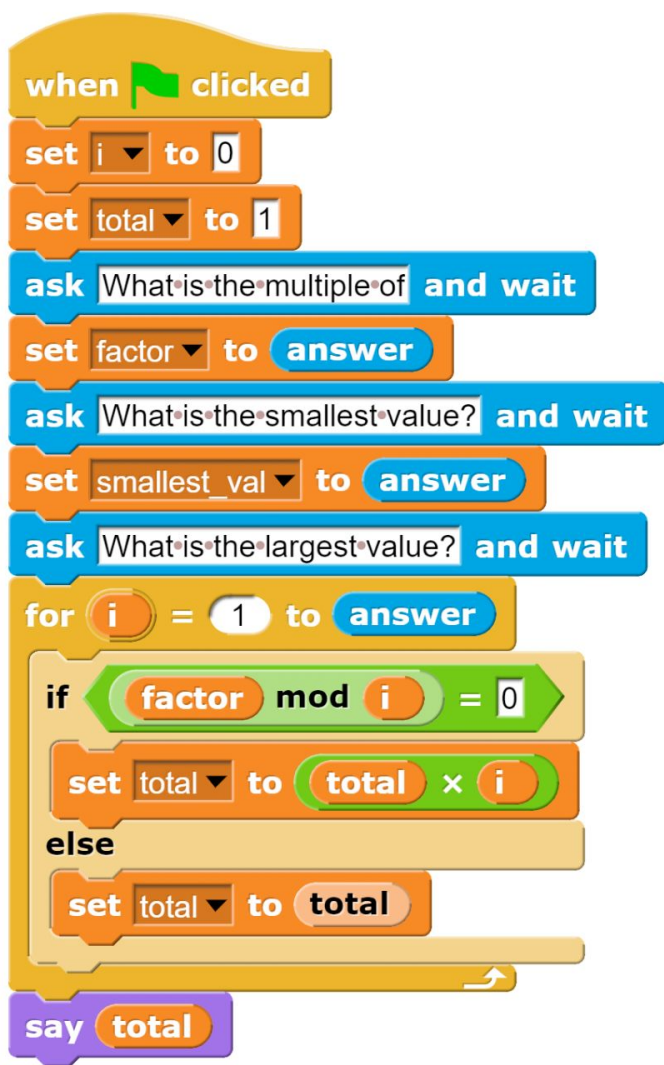 when clicked
set i to 0
set total to 1
ask What is the multiple of and wait
set factor to answer
ask What is the smallest value? and wait
set smallest_val to answer
ask What is the largest value? and wait
for i = 1 to answer
if factor mod i = 0
set total to total × i
else
set total to total
say total